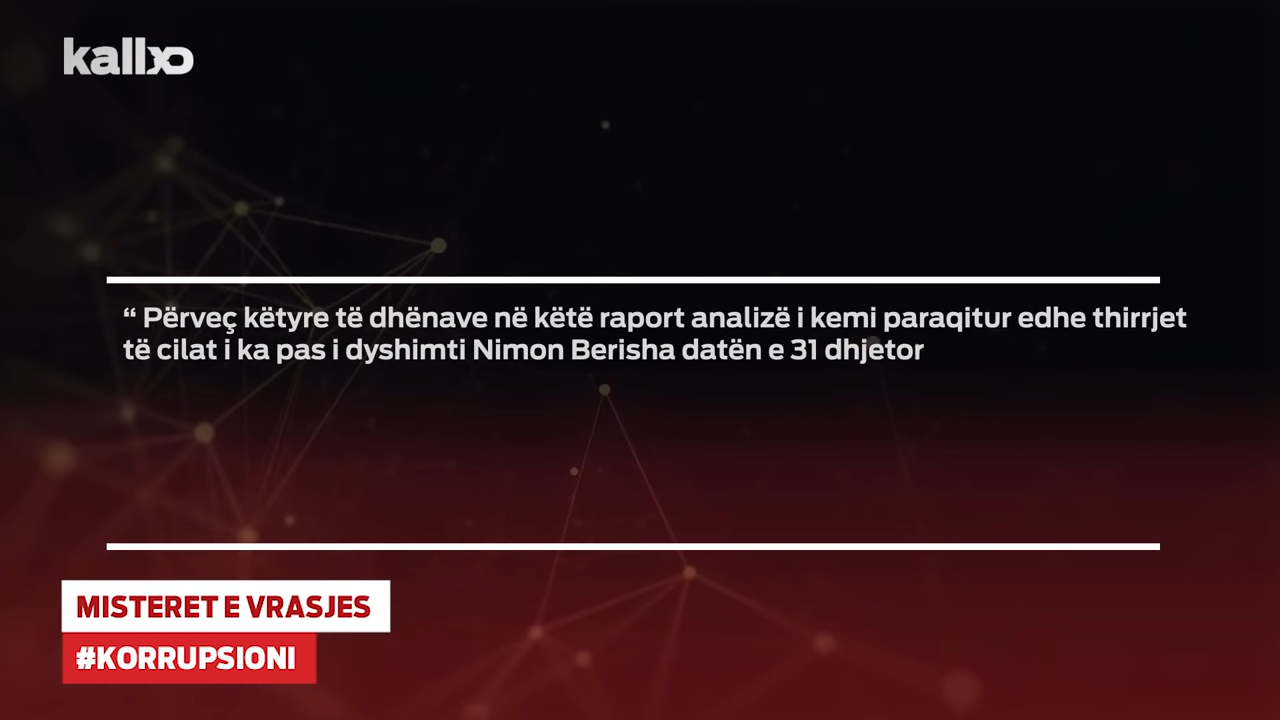 kallxo
“ Përveç këtyre të dhënave në këtë raport analizë i kemi paraqitur edhe thirrjet
të cilat i ka pas i dyshimti Nimon Berisha datën e 31 dhjetor
MISTERET E VRASJES
#KORRUPSIONI